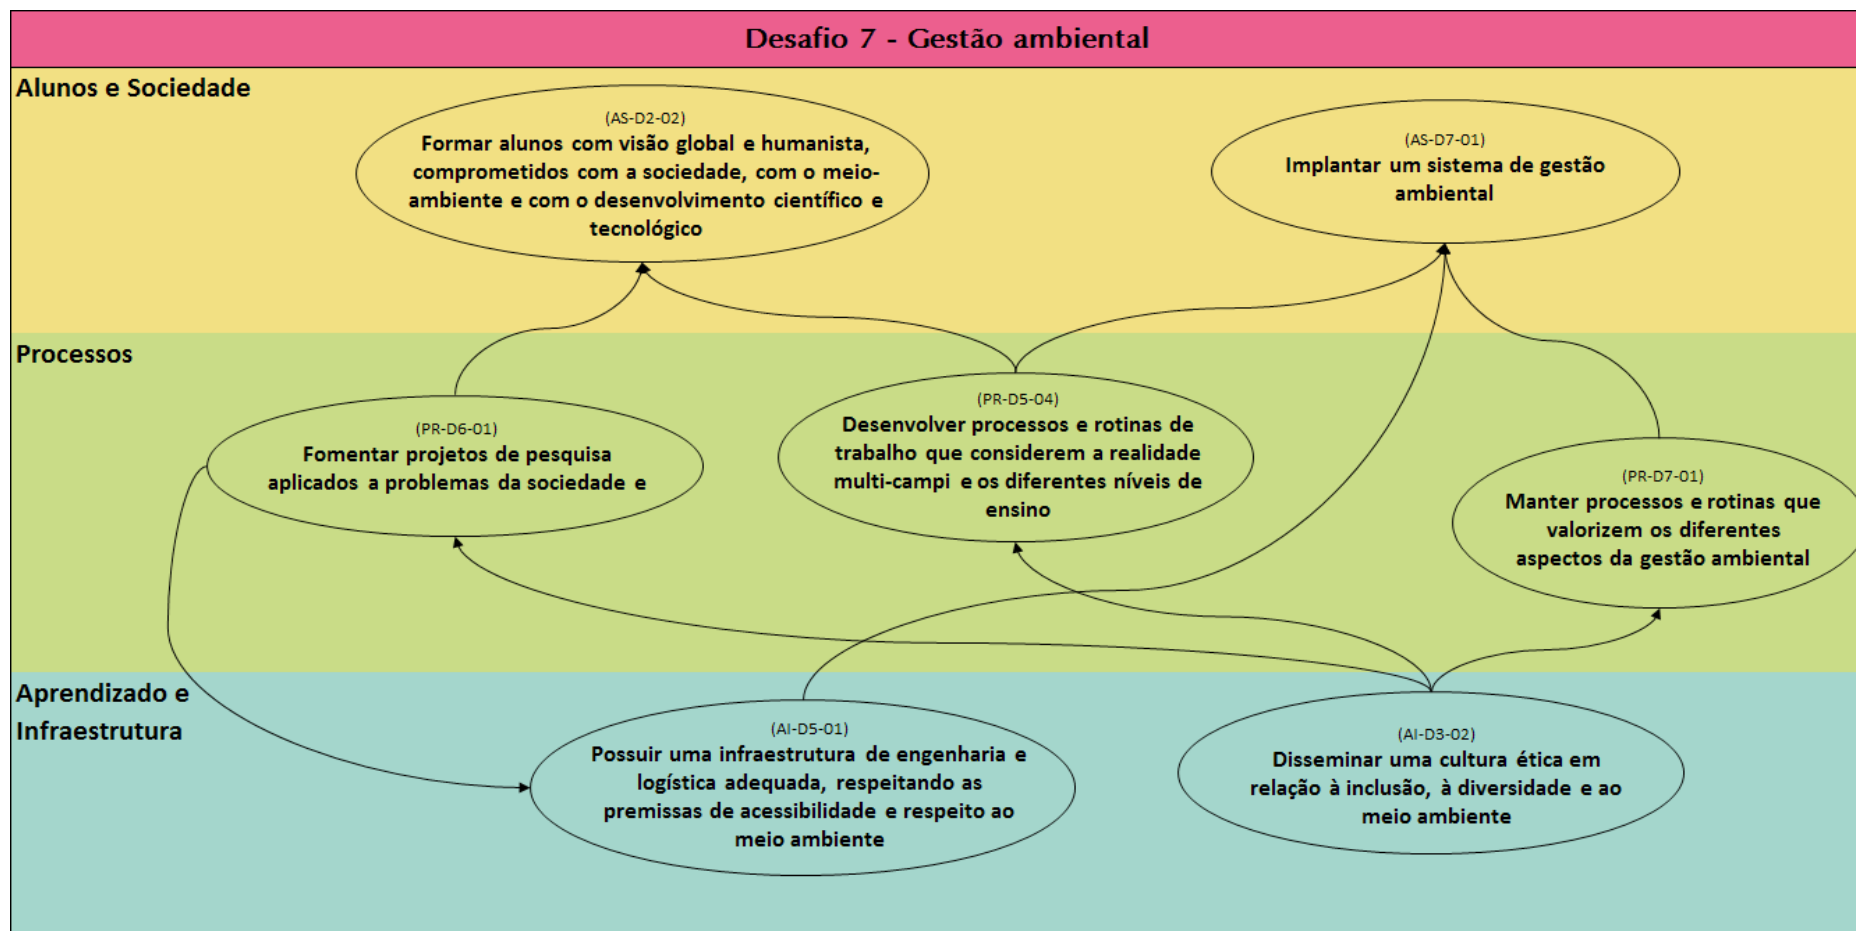 Desafio 7 - Gestão ambiental
Alunos e Sociedade
(AS-D2-02)
Formar alunos com visão global e humanista,
comprometidos com a sociedade, com o meio-
ambiente e com o desenvolvimento científico e
tecnológico
(AS-D7-01)
Implantar um sistema de gestão
ambiental
Processos
(PR-D6-01)
Fomentar projetos de pesquisa
aplicados a problemas da sociedade e
(PR-D5-04)
Desenvolver processos e rotinas de
trabalho que considerem a realidade
multi-campi e os diferentes níveis de
ensino
(PR-D7-01)
Manter processos e rotinas que
valorizem os diferentes
aspectos da gestão ambiental
Aprendizado e
Infraestrutura
(AI-D5-01)
Possuir uma infraestrutura de engenharia e
logística adequada, respeitando as
premissas de acessibilidade e respeito ao
meio ambiente
(AI-D3-02)
Disseminar uma cultura ética em
relação à inclusão, à diversidade e ao
meio ambiente